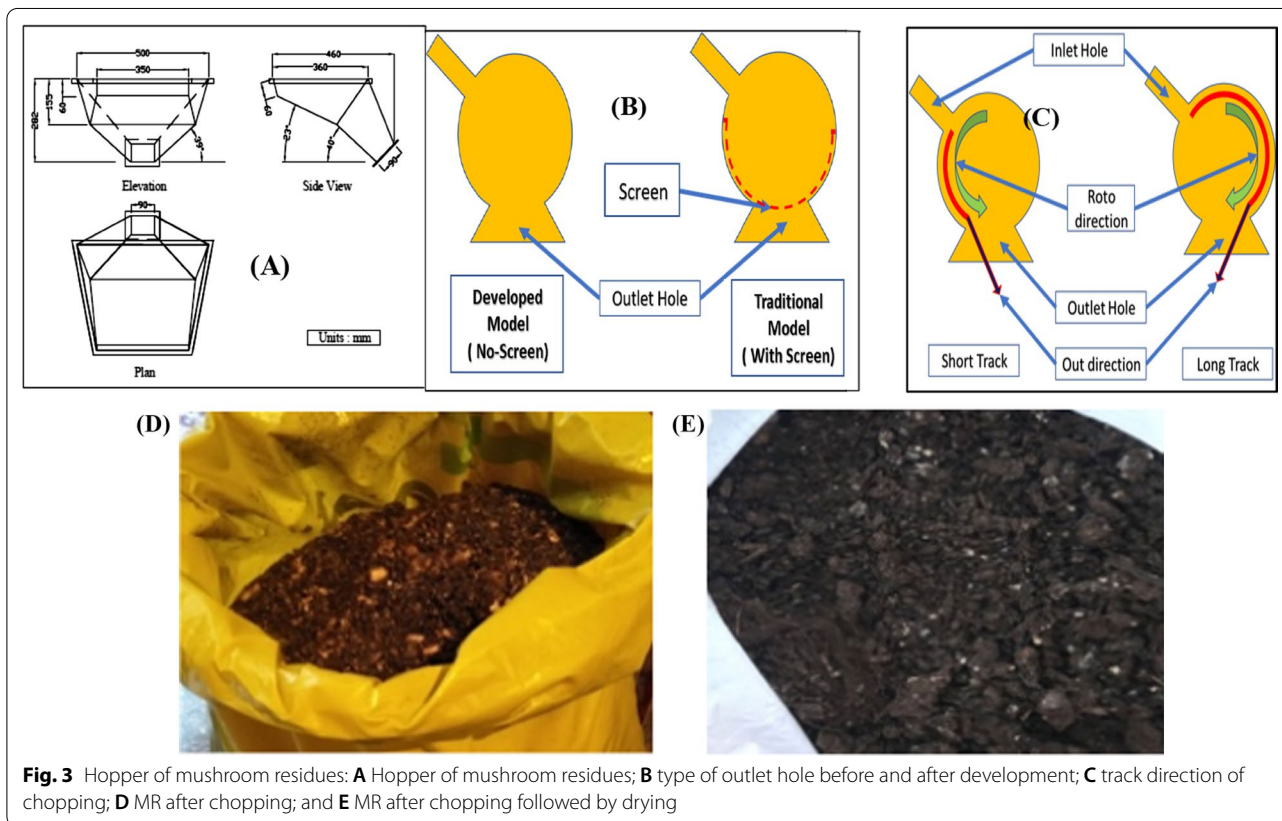 500
350
282
155
60
39°
Elevation
460
360
60
23°
40°
90
Side View
90
(A)
Units : mm
Plan
(B)
Screen
Developed
Model
( No-Screen)
Outlet Hole
Traditional
Model
( With Screen)
Inlet Hole
(C)
Roto
direction
Outlet Hole
Short Track
Out direction
Long Track
(D)
(E)
Fig. 3 Hopper of mushroom residues: A Hopper of mushroom residues; B type of outlet hole before and after development; C track direction of
chopping; D MR after chopping; and E MR after chopping followed by drying